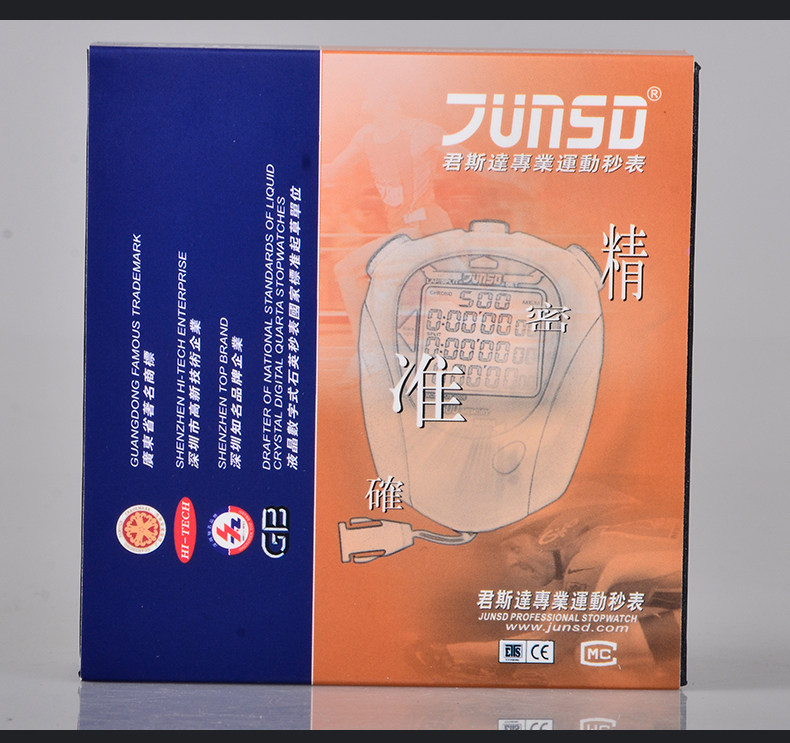 JUNSD®
君斯達專業運動秒表
精
密
准
確
JUNSD
500
君斯達專業運動秒表
JUNSD PROFESSIONAL STOPWATCH
www.junsd.com
CE
MC
GUANGDONG FAMOUS TRADEMARK
廣東省著名商標
SHENZHEN HI-TECH ENTERPRISE
深圳市高新技術企業
SHENZHEN TOP BRAND
深圳知名品牌企業
DRAFTER OF NATIONAL STANDARDS OF LIQUID
CRYSTAL DIGITAL QUARTA STOPWATCHES
液晶數字式石英秒表國家標准起草單位
HI-TECH
GB